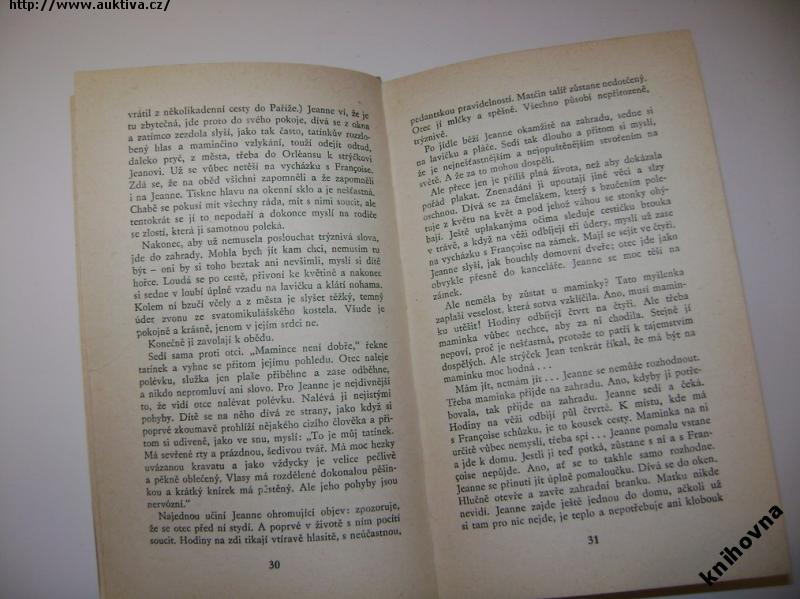 http://www.auktiva.cz/
vrátil z několikadenní cesty do Paříže.) Jeanne ví, že je
tu zbytečná, jde proto do svého pokoje, dívá se z okna
a zatímco zezdola slyší, jako tak často, tatínkův rozzlo-
bený hlas a maminčino vzlykání, touží odejít odtud,
daleko pryč, z města, třeba do Orléansu k strýčkovi
Jeanovi. Už se vůbec netěší na vycházku s Françoise.
Zdá se, že na oběd všichni zapomněli a že zapomněli
i na Jeanne. Tiskne hlavu na okenní sklo a je nešťastná.
Chabě se pokusí mít všechny ráda, mít s nimi soucit, ale
tentokrát se jí to nepodaří a dokonce myslí na rodiče
se zlostí, která ji samotnou poleká.
Nakonec, aby už nemusela poslouchat trýznivá slova,
jde do zahrady. Mohla bych jít kam chci, nemusím tu
být – oni by si toho beztak ani nevšimli, myslí si dítě
hořce. Loudá se po cestě, přivoní ke květině a nakonec
si sedne v loubí úplně vzadu na lavičku a klátí nohama.
Kolem ní bzučí včely a z města je slyšet těžký, temný
úder zvonu ze svatomikulášského kostela. Všude je
pokojně a krásně, jenom v jejím srdci ne.
Konečně ji zavolají k obědu.
Sedí sama proti otci. „Mamince není dobře,“ řekne
tatínek a vyhne se přitom jejímu pohledu. Otec naleje
polévku, služka jen plaše přiběhne a zase odběhne,
a nikdo nepromluví ani slovo. Pro Jeanne je nejdivnější
to, že vidí otce nalévat polévku. Nalévá ji nejistými
pohyby. Dítě se na něho dívá ze strany, jako když si
poprvé zkoumavě prohlíží nějakého cizího člověka a při-
tom si udiveně, jako ve snu, myslí: „To je můj tatínek.
Má sevřené rty a prázdnou, šedivou tvář. Má moc hezky
uvázanou kravatu a jako vždycky je velice pečlivě
a pěkně oblečený. Vlasy má rozdělené dokonalou pěšin-
kou a krátký knírek má pěstěný. Ale jeho pohyby jsou
nervózní.“
Najednou učiní Jeanne ohromující objev: zpozoruje,
že se otec před ní stydí. A poprvé v životě s ním pocítí
soucit. Hodiny na zdi tikají vtíravě hlasitě, s neúčastnou,
30
pedantskou pravidelností. Matčin talíř zůstane nedotčený.
Otec jí mlčky a spěšně. Všechno působí nepřirozeně,
trýznivě.
Po jídle běží Jeanne okamžitě na zahradu, sedne si
na lavičku a pláče. Sedí tak dlouho a přitom si myslí,
že je nejnešťastnějším a nejopuštěnějším stvořením na
světě. A že za to mohou dospělí.
Ale přece jen je příliš plná života, než aby dokázala
pořád plakat. Znenadání ji upoutají jiné věci a slzy
oschnou. Dívá se za čmelákem, který s bzučením pole-
tuje z květu na květ a pod jehož váhou se stonky ohý-
bají. Ještě uplakanýma očima sleduje cestičku brouka
v trávě, a když na věži odbíjejí tři údery, myslí už zase
na vycházku s Françoise na zámek. Mají se sejít ve čtyři.
Jeanne slyší, jak bouchly domovní dveře; otec jde jako
obvykle přesně do kanceláře. Jeanne se moc těší na
zámek.
Ale neměla by zůstat u maminky? Tato myšlenka
zaplaší veselost, která sotva vzklíčila. Ano, musí mamin-
ku utěšit! Hodiny odbíjejí čtvrt na čtyři. Ale třeba
maminka vůbec nechce, aby za ní chodila. Stejně jí
nepoví, proč je nešťastná, protože to patří k tajemstvím
dospělých. Ale strýček Jean tenkrát říkal, že má být na
maminku moc hodná . . .
Mám jít, nemám jít . . . Jeanne se nemůže rozhodnout.
Třeba maminka přijde na zahradu. Ano, kdyby ji potře-
bovala, tak přijde na zahradu. Jeanne sedí a čeká.
Hodiny na věži odbíjejí půl čtvrté. K místu, kde má
s Françoise schůzku, je to kousek cesty. Maminka na ni
určitě vůbec nemyslí, třeba spí . . . Jeanne pomalu vstane
a jde k domu. Jestli ji teď potká, zůstane s ní a s Fran-
çoise nepůjde. Ano, ať se to takhle samo rozhodne.
Jeanne se přinutí jít úplně pomaloučku. Dívá se do oken.
Hlučně otevře a zavře zahradní branku. Matku nikde
nevidí. Jeanne zajde ještě jednou do domu, ačkoli už
si tam pro nic nejde, je teplo a nepotřebuje ani klobouk
31
knihovna